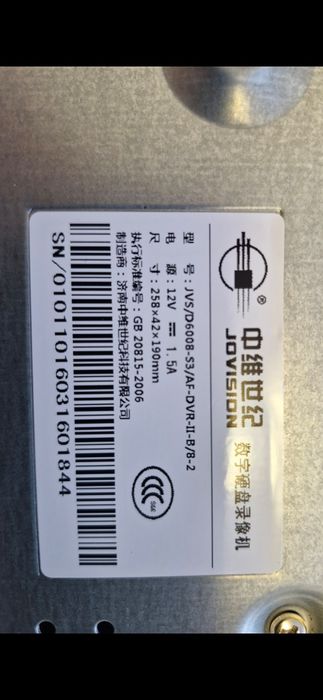 中维世纪
JOVISION
®
数字硬盘录像机
型 号：JVS/D6008-S3/AF-DVR-II-B/8-2
电 源：12V ⎓ 1.5A
尺 寸：258×42×190mm
执行标准编号：GB 20815-2006
制造商：济南中维世纪科技有限公司
CCC
S&E
SN/010110160316018​44